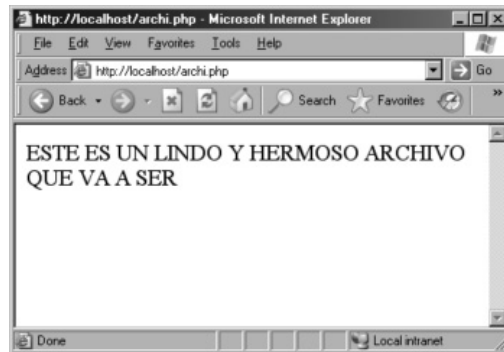 http://localhost/archi.php - Microsoft Internet Explorer
File Edit View Favorites Tools Help
Address http://localhost/archi.php Go
Back Search Favorites »
ESTE ES UN LINDO Y HERMOSO ARCHIVO
QUE VA A SER
Done Local intranet